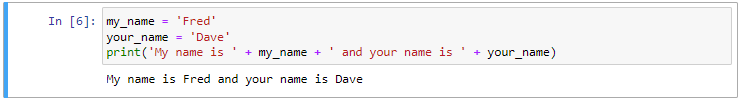 In [6]: my_name = 'Fred'
your_name = 'Dave'
print('My name is ' + my_name + ' and your name is ' + your_name)
My name is Fred and your name is Dave